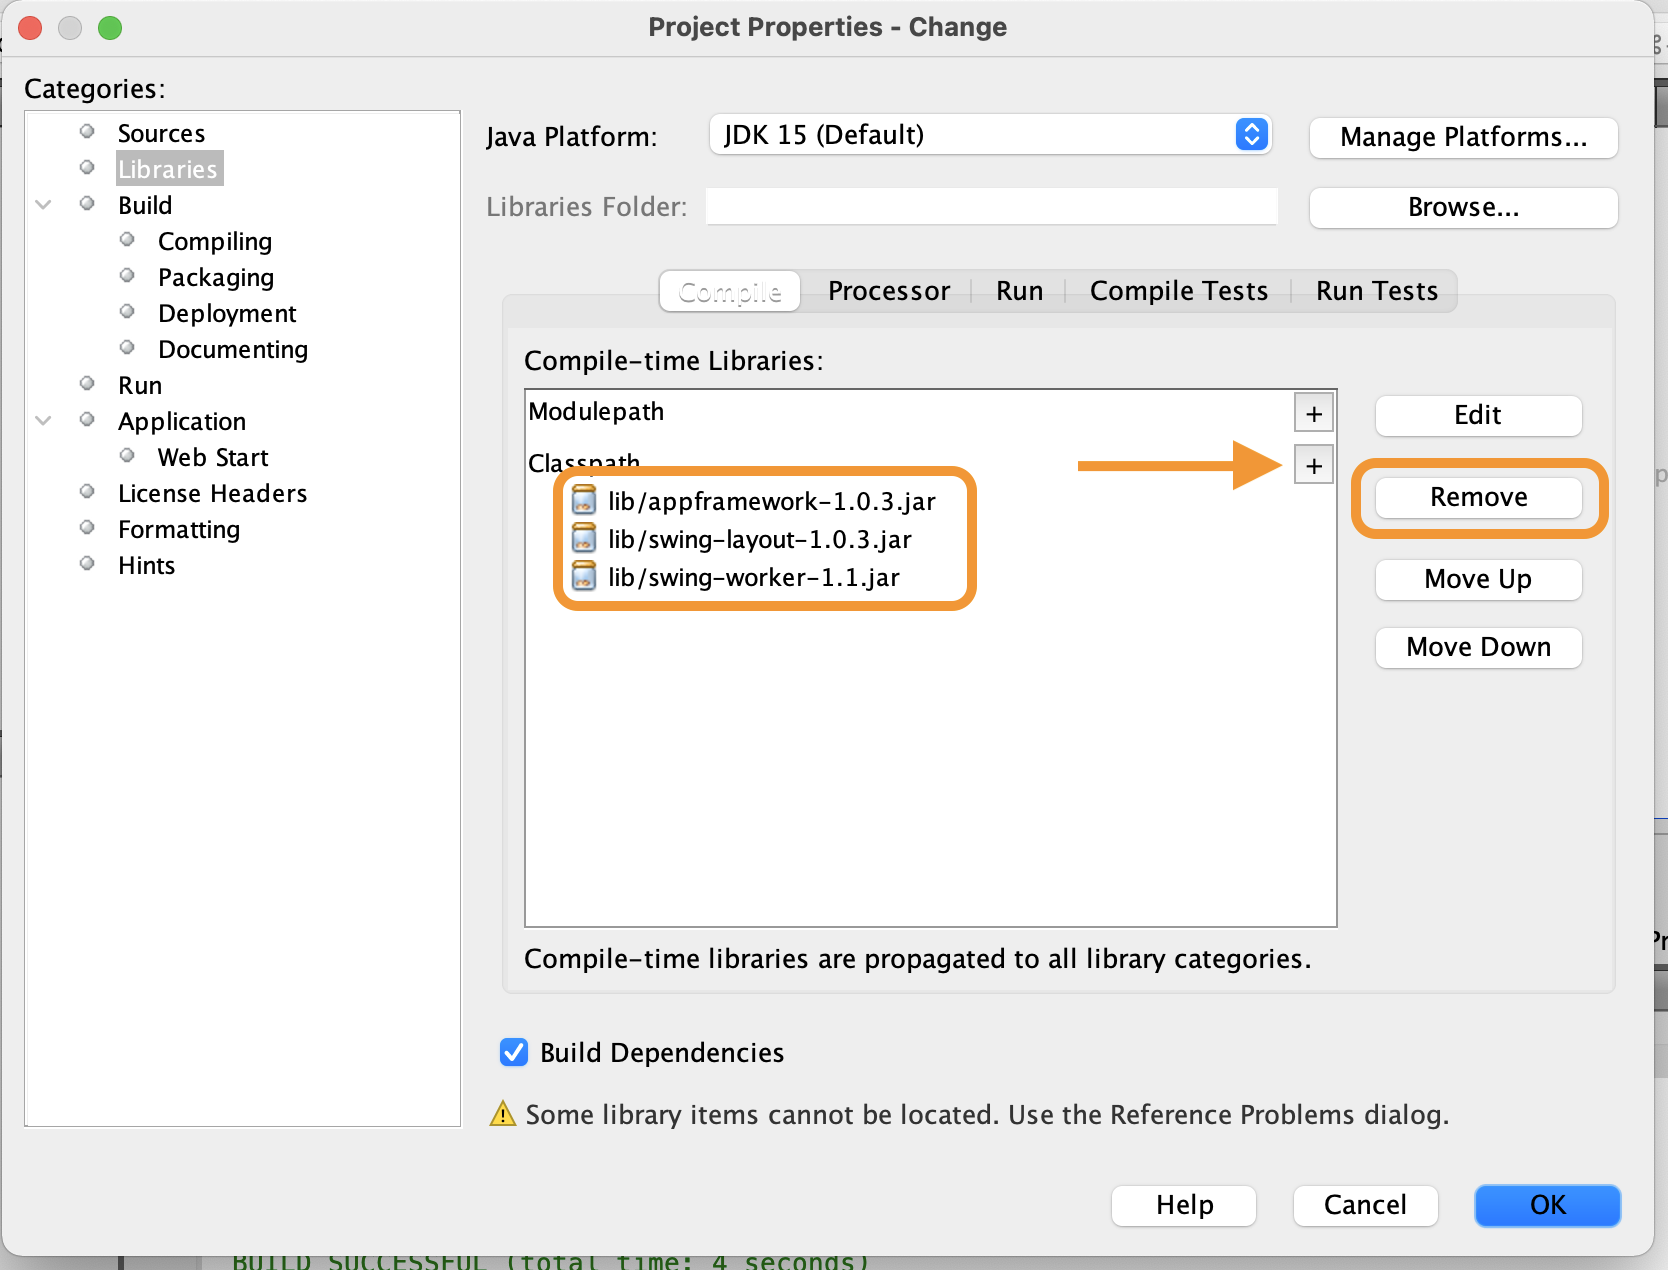 Project Properties - Change
Categories:
Sources
Libraries
Build
Compiling
Packaging
Deployment
Documenting
Run
Application
Web Start
License Headers
Formatting
Hints
Java Platform:
JDK 15 (Default)
Manage Platforms...
Libraries Folder:
Browse...
Compile
Processor
Run
Compile Tests
Run Tests
Compile-time Libraries:
Modulepath
+
Classpath
+
lib/appframework-1.0.3.jar
lib/swing-layout-1.0.3.jar
lib/swing-worker-1.1.jar
Edit
Remove
Move Up
Move Down
Compile-time libraries are propagated to all library categories.
Build Dependencies
Some library items cannot be located. Use the Reference Problems dialog.
Help
Cancel
OK
BUILD SUCCESSFUL (total time: 4 seconds)